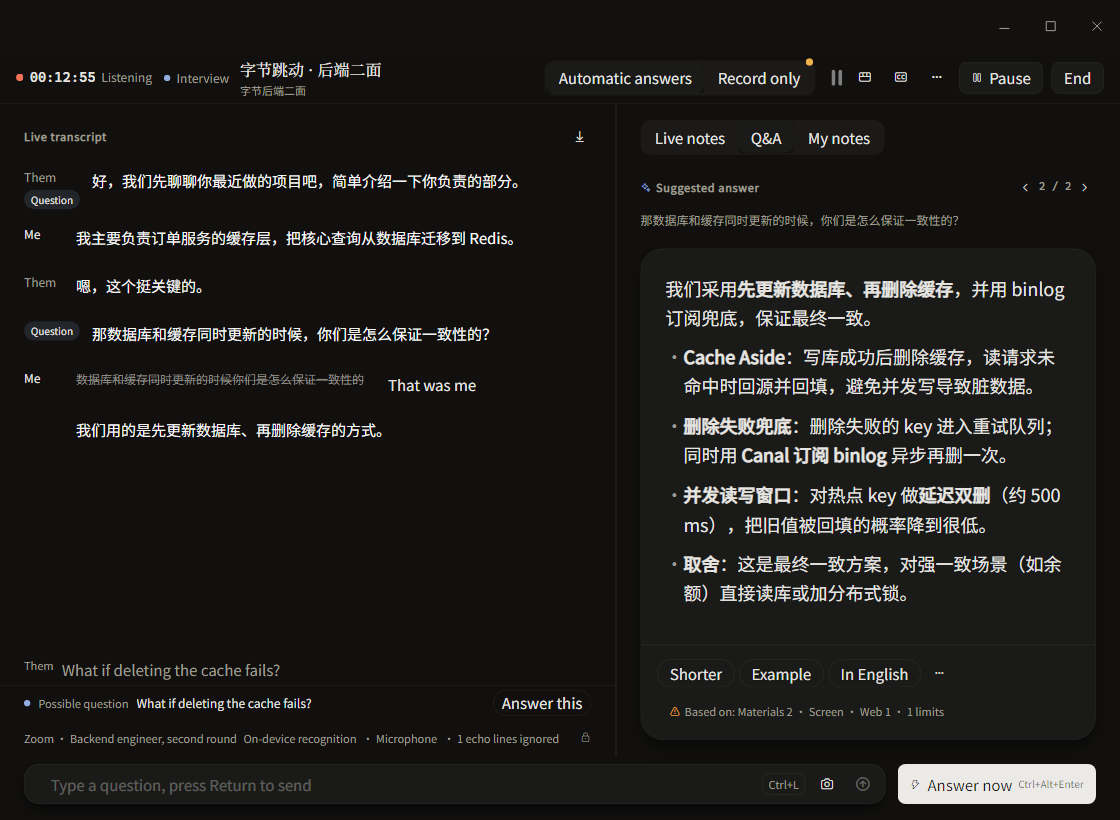 00:12:55 Listening
Interview
字节跳动 · 后端二面
字节后端二面
Automatic answers
Record only
Pause
End
Live transcript
Them
Question
好，我们先聊聊你最近做的项目吧，简单介绍一下你负责的部分。
Me
我主要负责订单服务的缓存层，把核心查询从数据库迁移到 Redis。
Them
嗯，这个挺关键的。
Question
那数据库和缓存同时更新的时候，你们是怎么保证一致性的？
Me
数据库和缓存同时更新的时候你们是怎么保证一致性的
That was me
我们用的是先更新数据库、再删除缓存的方式。
Them
What if deleting the cache fails?
Possible question What if deleting the cache fails?
Answer this
Zoom · Backend engineer, second round On-device recognition · Microphone · 1 echo lines ignored
Live notes
Q&A
My notes
Suggested answer
2 / 2
那数据库和缓存同时更新的时候，你们是怎么保证一致性的？
我们采用先更新数据库、再删除缓存，并用 binlog
订阅兜底，保证最终一致。
· Cache Aside：写库成功后删除缓存，读请求未
命中时回源并回填，避免并发写导致脏数据。
· 删除失败兜底：删除失败的 key 进入重试队列；
同时用 Canal 订阅 binlog 异步再删一次。
· 并发读写窗口：对热点 key 做延迟双删（约 500
ms），把旧值被回填的概率降到很低。
· 取舍：这是最终一致方案，对强一致场景（如余
额）直接读库或加分布式锁。
Shorter
Example
In English
Based on: Materials 2 · Screen · Web 1 · 1 limits
Type a question, press Return to send
Ctrl+L
Answer now Ctrl+Alt+Enter